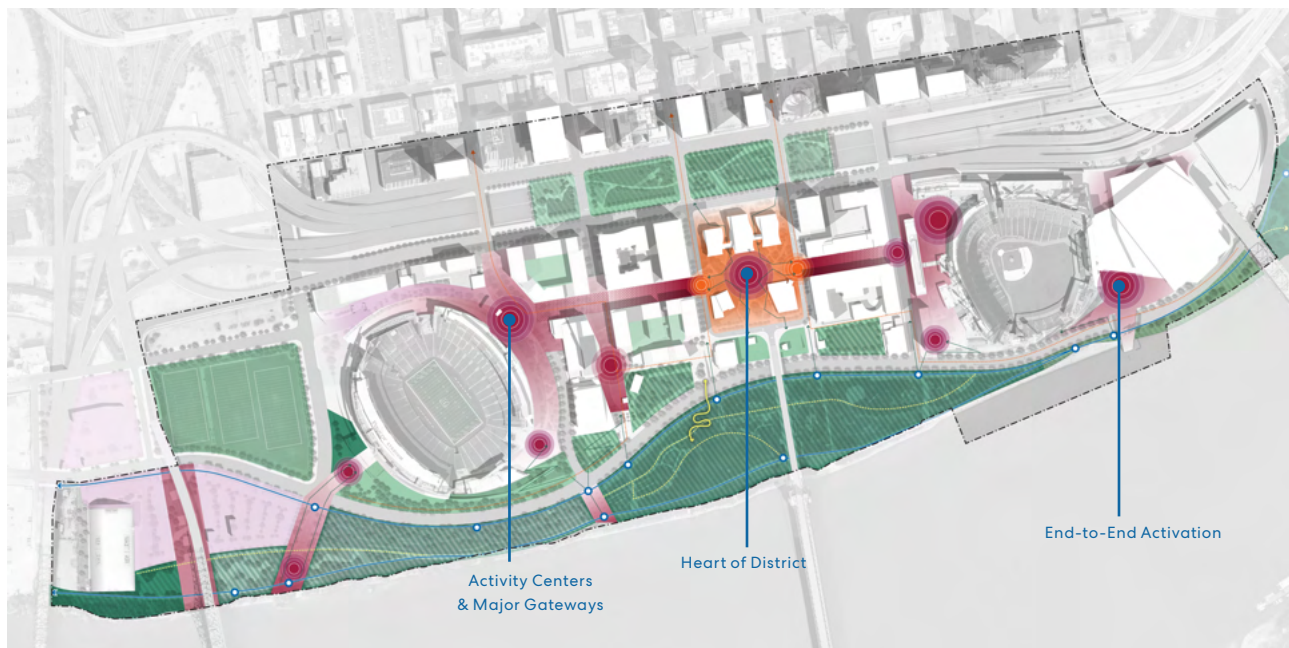 End-to-End Activation
Heart of District
Activity Centers
& Major Gateways